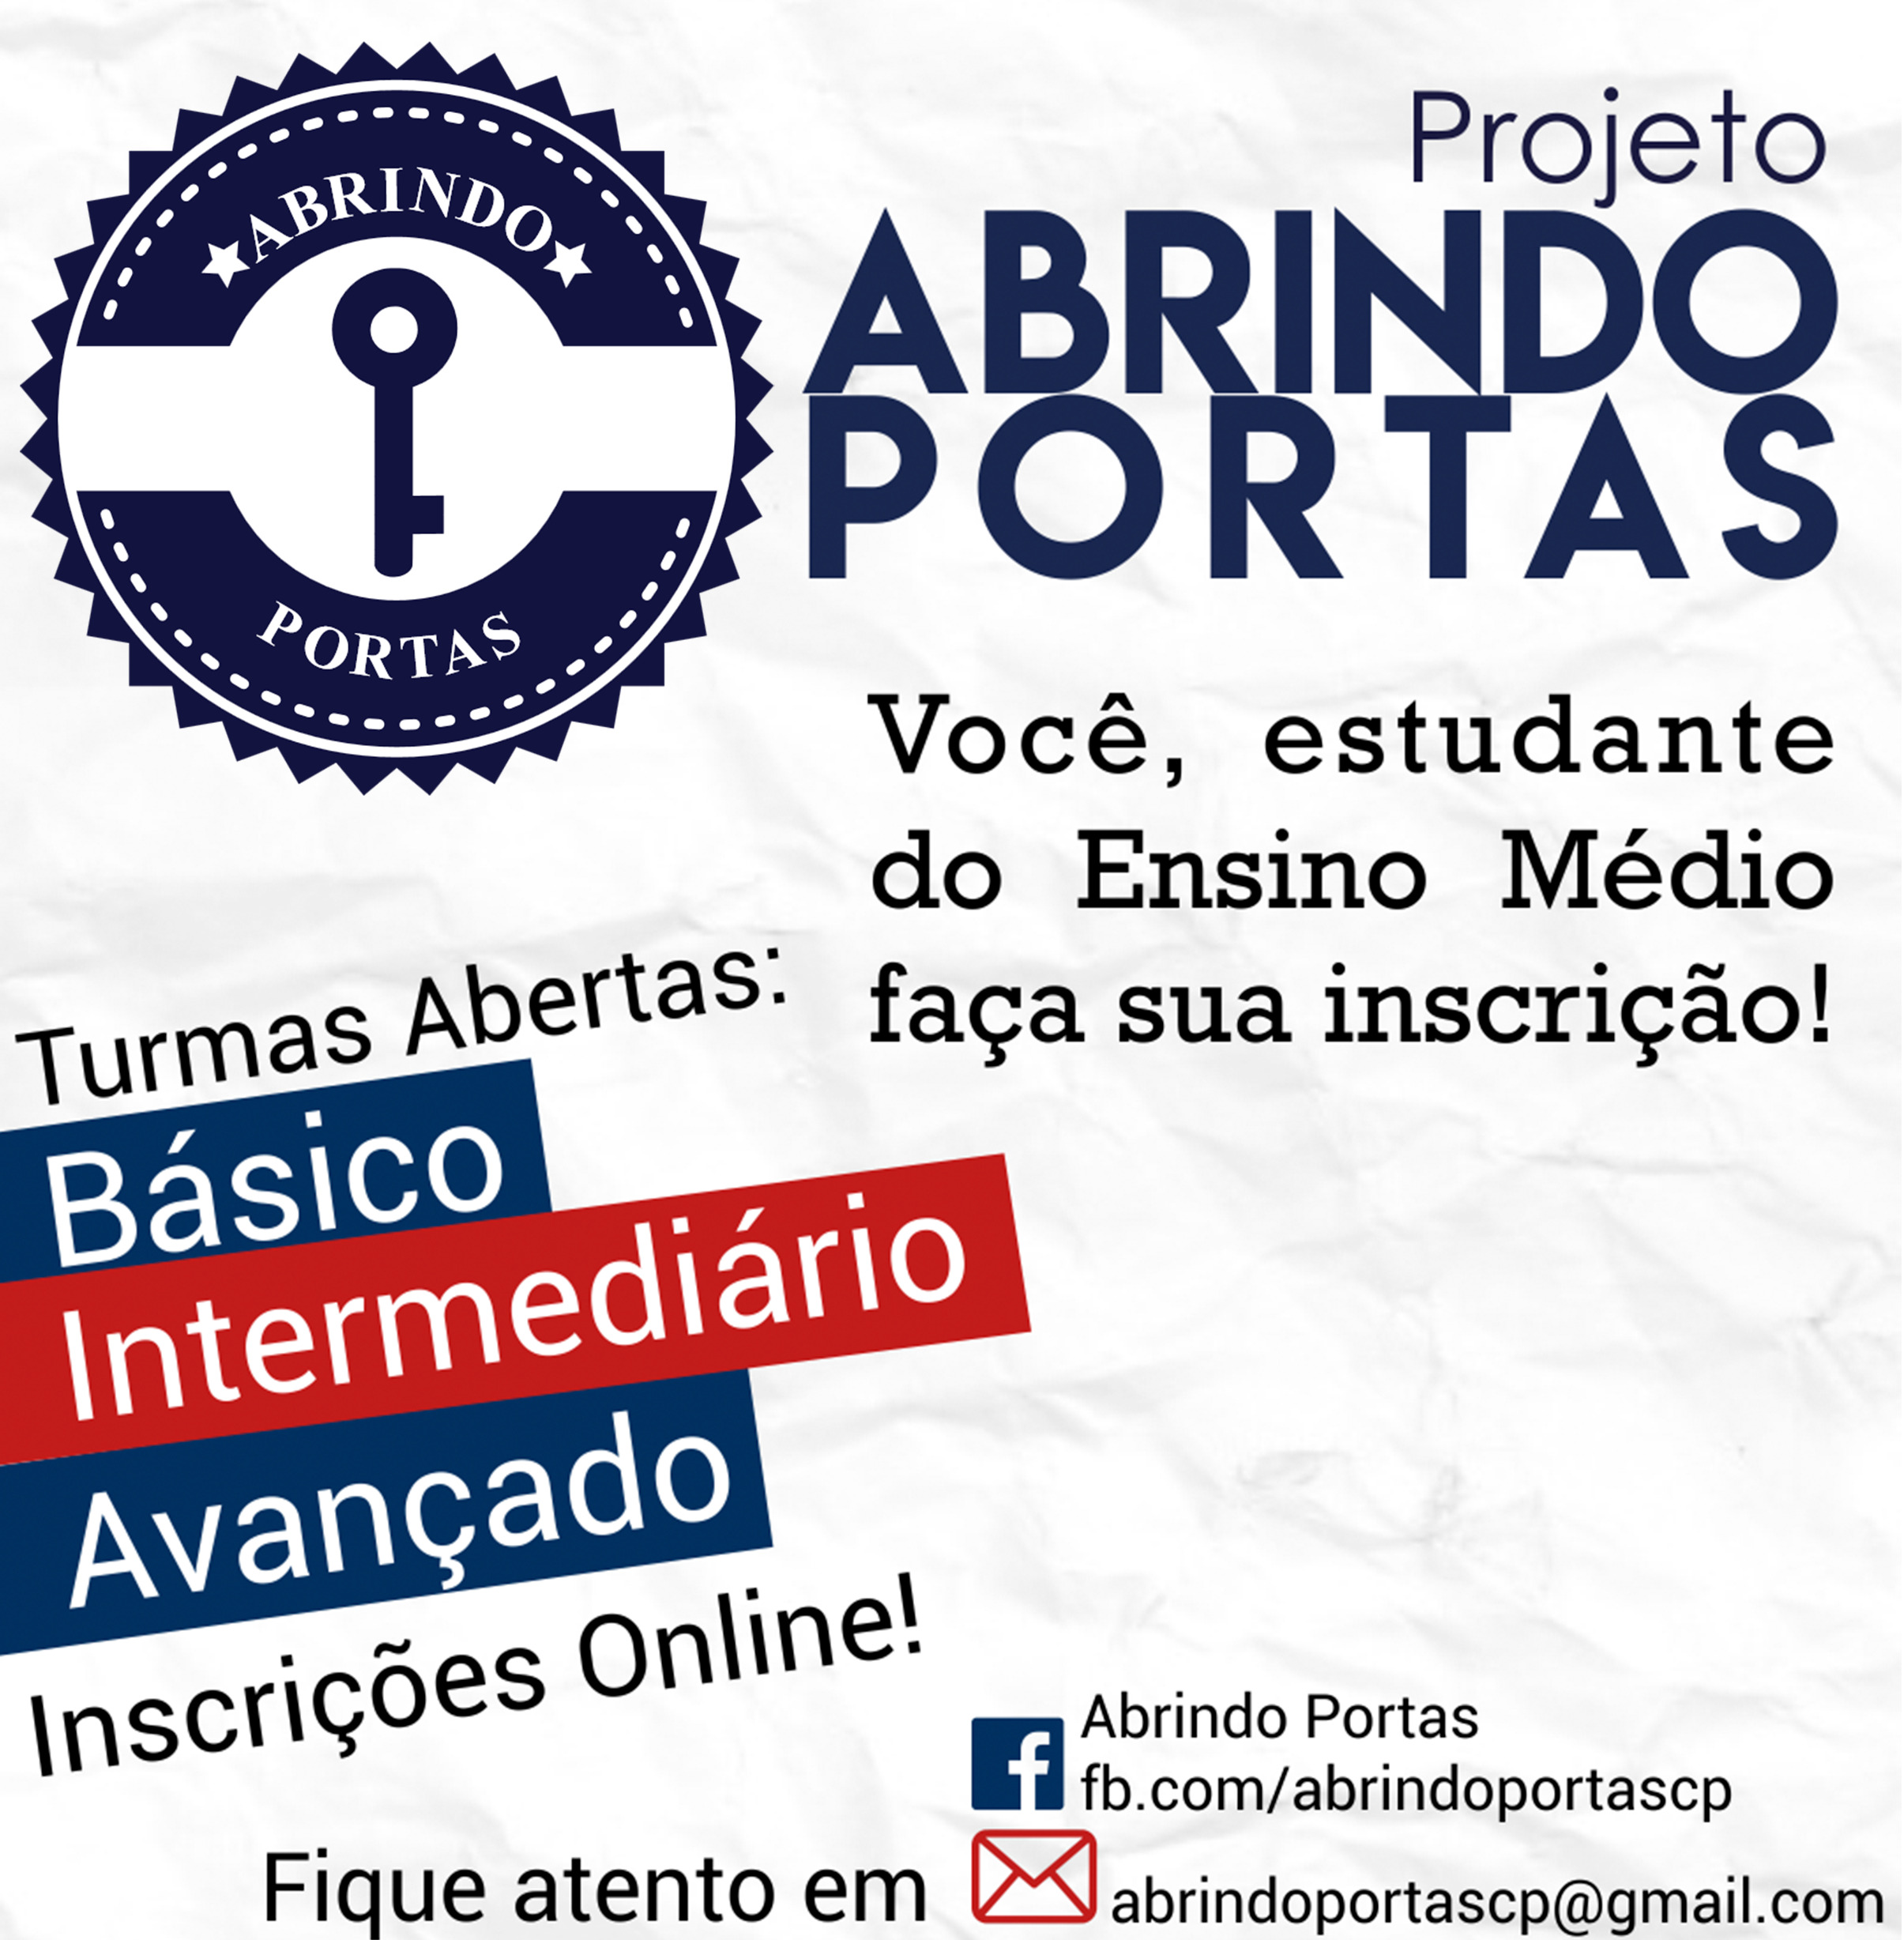 ABRINDO
PORTAS
Projeto
ABRINDO
PORTAS
Você, estudante
do Ensino Médio
faça sua inscrição!
Turmas Abertas:
Básico
Intermediário
Avançado
Inscrições Online!
Fique atento em
Abrindo Portas
fb.com/abrindoportascp
abrindoportascp@gmail.com